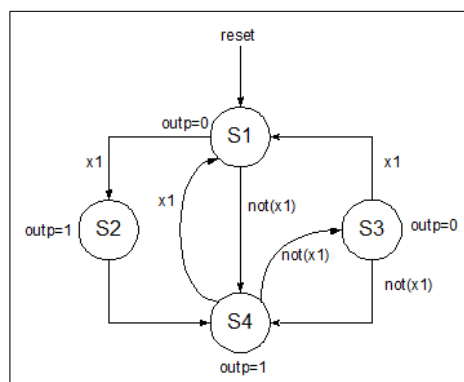 reset
outp=0
S1
x1
x1
x1
not(x1)
outp=1
S2
S3
outp=0
not(x1)
not(x1)
S4
outp=1